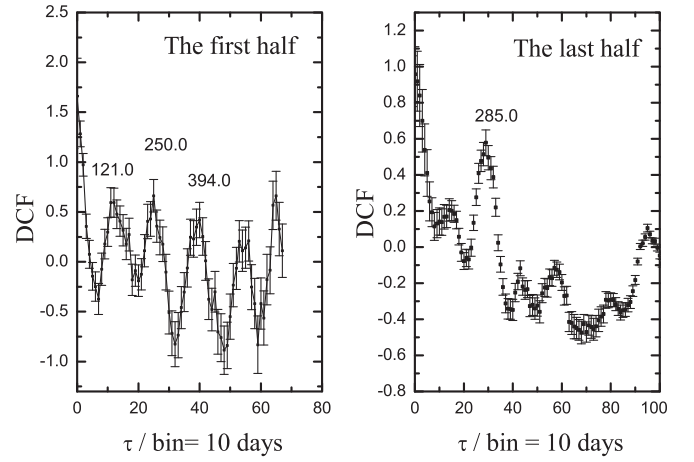 2.5
2.0
1.5
1.0
0.5
0.0
-0.5
-1.0
DCF
The first half
121.0
250.0
394.0
0 20 40 60 80
τ / bin= 10 days
1.2
1.0
0.8
0.6
0.4
0.2
0.0
-0.2
-0.4
-0.6
-0.8
DCF
The last half
285.0
0 20 40 60 80 100
τ / bin = 10 days